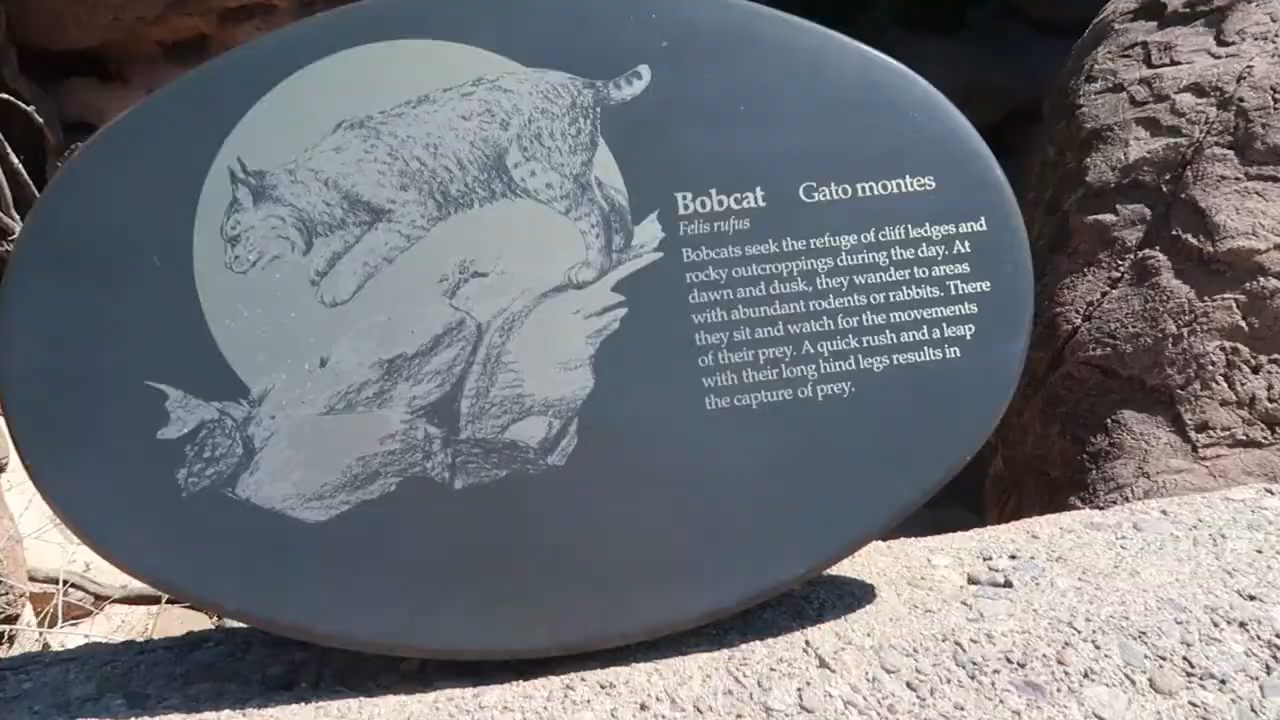 Bobcat Gato montes
Felis rufus
Bobcats seek the refuge of cliff ledges and
rocky outcroppings during the day. At
dawn and dusk, they wander to areas
with abundant rodents or rabbits. There
they sit and watch for the movements
of their prey. A quick rush and a leap
with their long hind legs results in
the capture of prey.